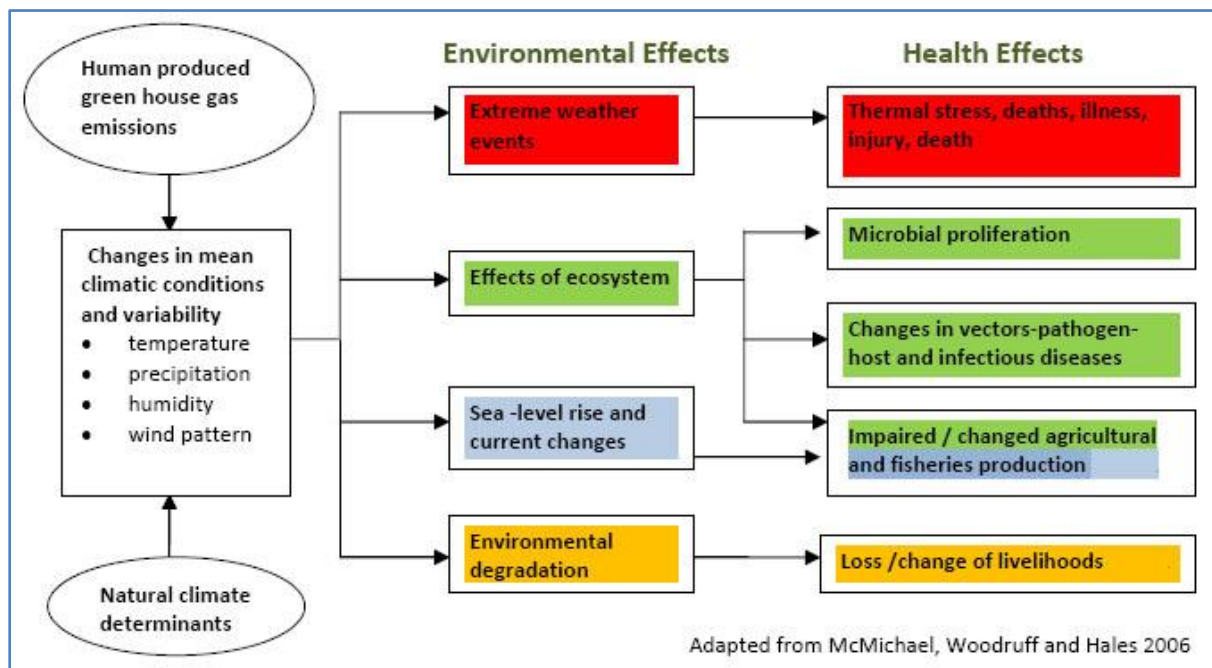 Human produced
green house gas
emissions
Changes in mean
climatic conditions
and variability
• temperature
• precipitation
• humidity
• wind pattern
Natural climate
determinants
Environmental Effects
Extreme weather
events
Effects of ecosystem
Sea -level rise and
current changes
Environmental
degradation
Health Effects
Thermal stress, deaths, illness,
injury, death
Microbial proliferation
Changes in vectors-pathogen-
host and infectious diseases
Impaired / changed agricultural
and fisheries production
Loss /change of livelihoods
Adapted from McMichael, Woodruff and Hales 2006